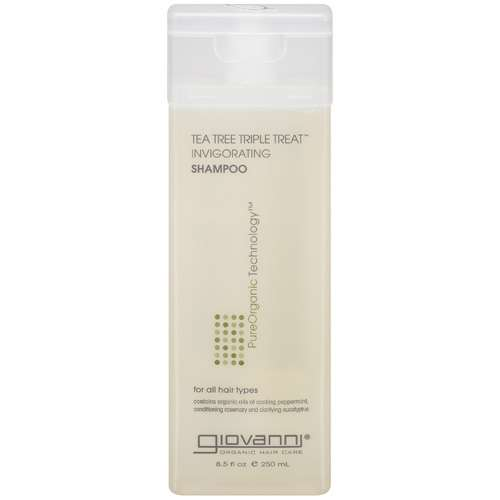 TEA TREE TRIPLE TREAT™
INVIGORATING
SHAMPOO
PureOrganic Technology™
for all hair types
contains organic oils of cooling peppermint,
conditioning rosemary and clarifying eucalyptus
giovanni®
ORGANIC HAIR CARE
8.5 fl oz ℮ 250 mL